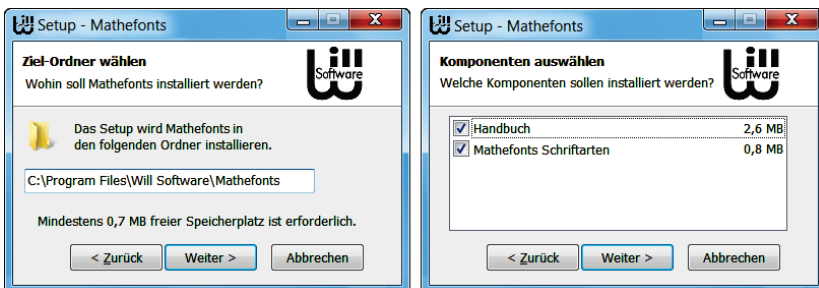 Setup - Mathefonts
Ziel-Ordner wählen
Wohin soll Mathefonts installiert werden?
Will
Software
Das Setup wird Mathefonts in
den folgenden Ordner installieren.
C:\Program Files\Will Software\Mathefonts
Mindestens 0,7 MB freier Speicherplatz ist erforderlich.
< Zurück Weiter > Abbrechen
Setup - Mathefonts
Komponenten auswählen
Welche Komponenten sollen installiert werden?
Will
Software
Handbuch 2,6 MB
Mathefonts Schriftarten 0,8 MB
< Zurück Weiter > Abbrechen